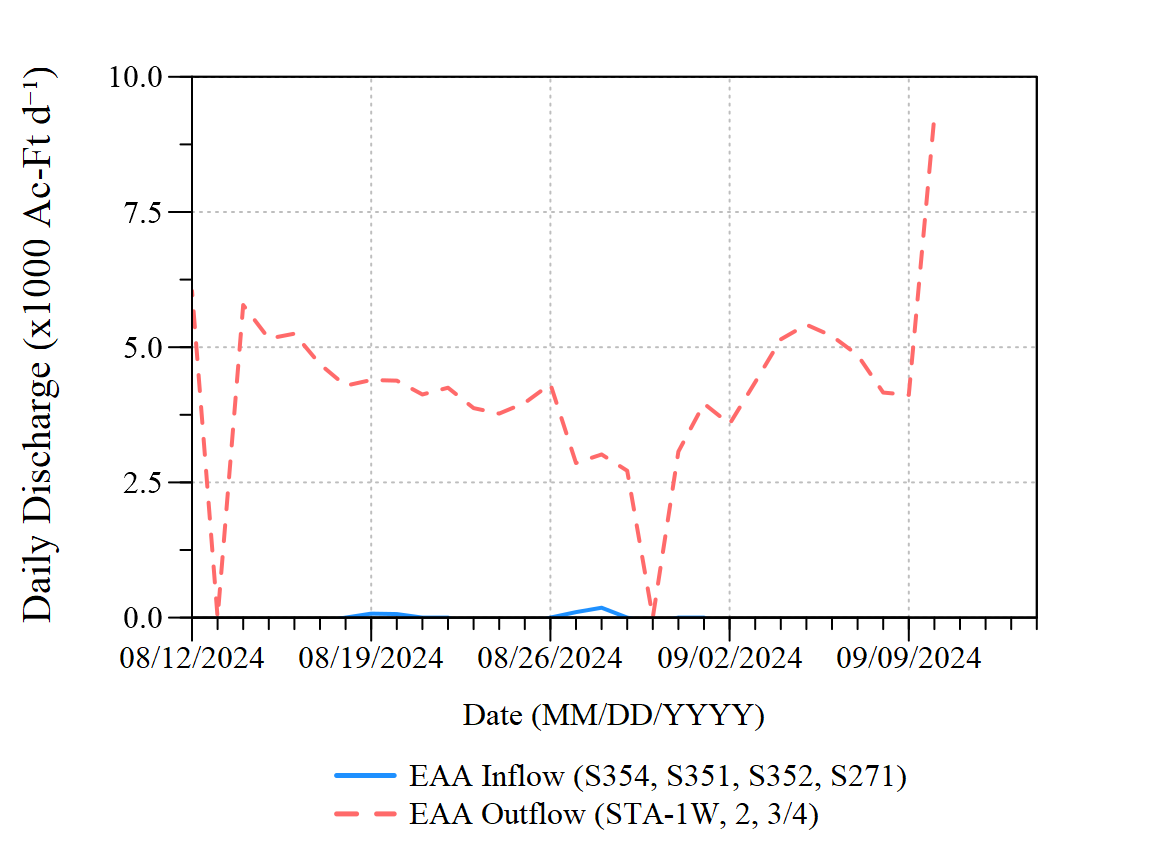 Daily Discharge (x1000 Ac-Ft d⁻¹)
10.0
7.5
5.0
2.5
0.0
08/12/2024 08/19/2024 08/26/2024 09/02/2024 09/09/2024
Date (MM/DD/YYYY)
EAA Inflow (S354, S351, S352, S271)
EAA Outflow (STA-1W, 2, 3/4)